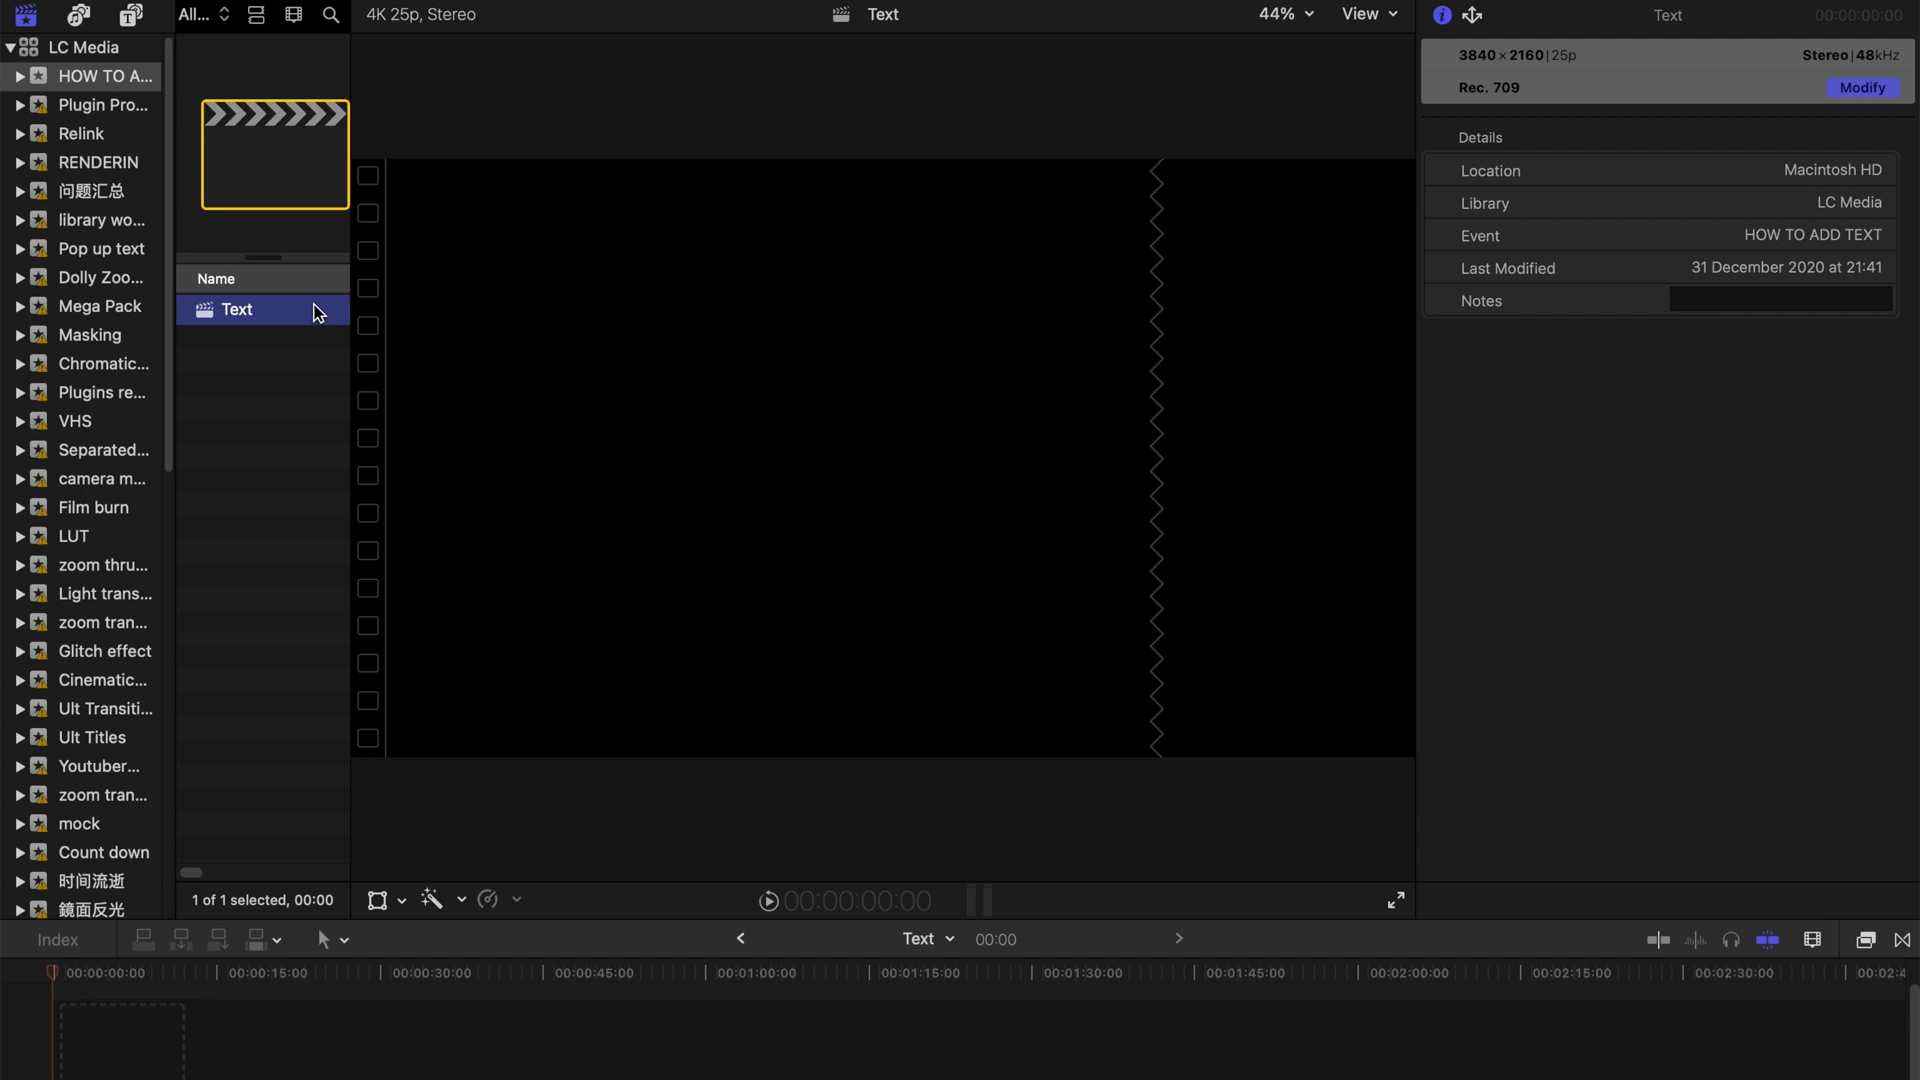 All...
4K 25p, Stereo
Text
44%
View
Text
00:00:00:00
LC Media
HOW TO A...
Plugin Pro...
Relink
RENDERIN
问题汇总
library wo...
Pop up text
Dolly Zoo...
Mega Pack
Masking
Chromatic...
Plugins re...
VHS
Separated...
camera m...
Film burn
LUT
zoom thru...
Light trans...
zoom tran...
Glitch effect
Cinematic...
Ult Transiti...
Ult Titles
Youtuber...
zoom tran...
mock
Count down
时间流逝
鏡面反光
Name
Text
1 of 1 selected, 00:00
3840 × 2160 | 25p
Stereo | 48kHz
Rec. 709
Modify
Details
Location Macintosh HD
Library LC Media
Event HOW TO ADD TEXT
Last Modified 31 December 2020 at 21:41
Notes
00:00:00:00
Index
Text
00:00
00:00:00:00 00:00:15:00 00:00:30:00 00:00:45:00 00:01:00:00 00:01:15:00 00:01:30:00 00:01:45:00 00:02:00:00 00:02:15:00 00:02:30:00 00:02:4